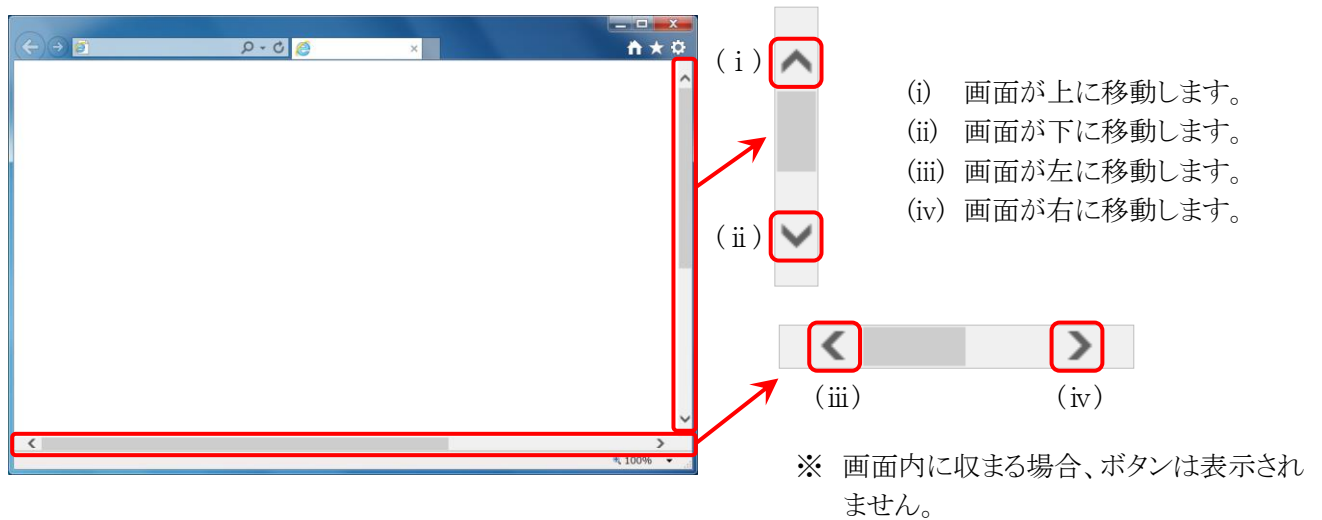 (ⅰ)
(ⅱ)
(ⅰ) 画面が上に移動します。
(ⅱ) 画面が下に移動します。
(ⅲ) 画面が左に移動します。
(ⅳ) 画面が右に移動します。
(ⅲ) (ⅳ)
100%
※ 画面内に収まる場合、ボタンは表示され
ません。